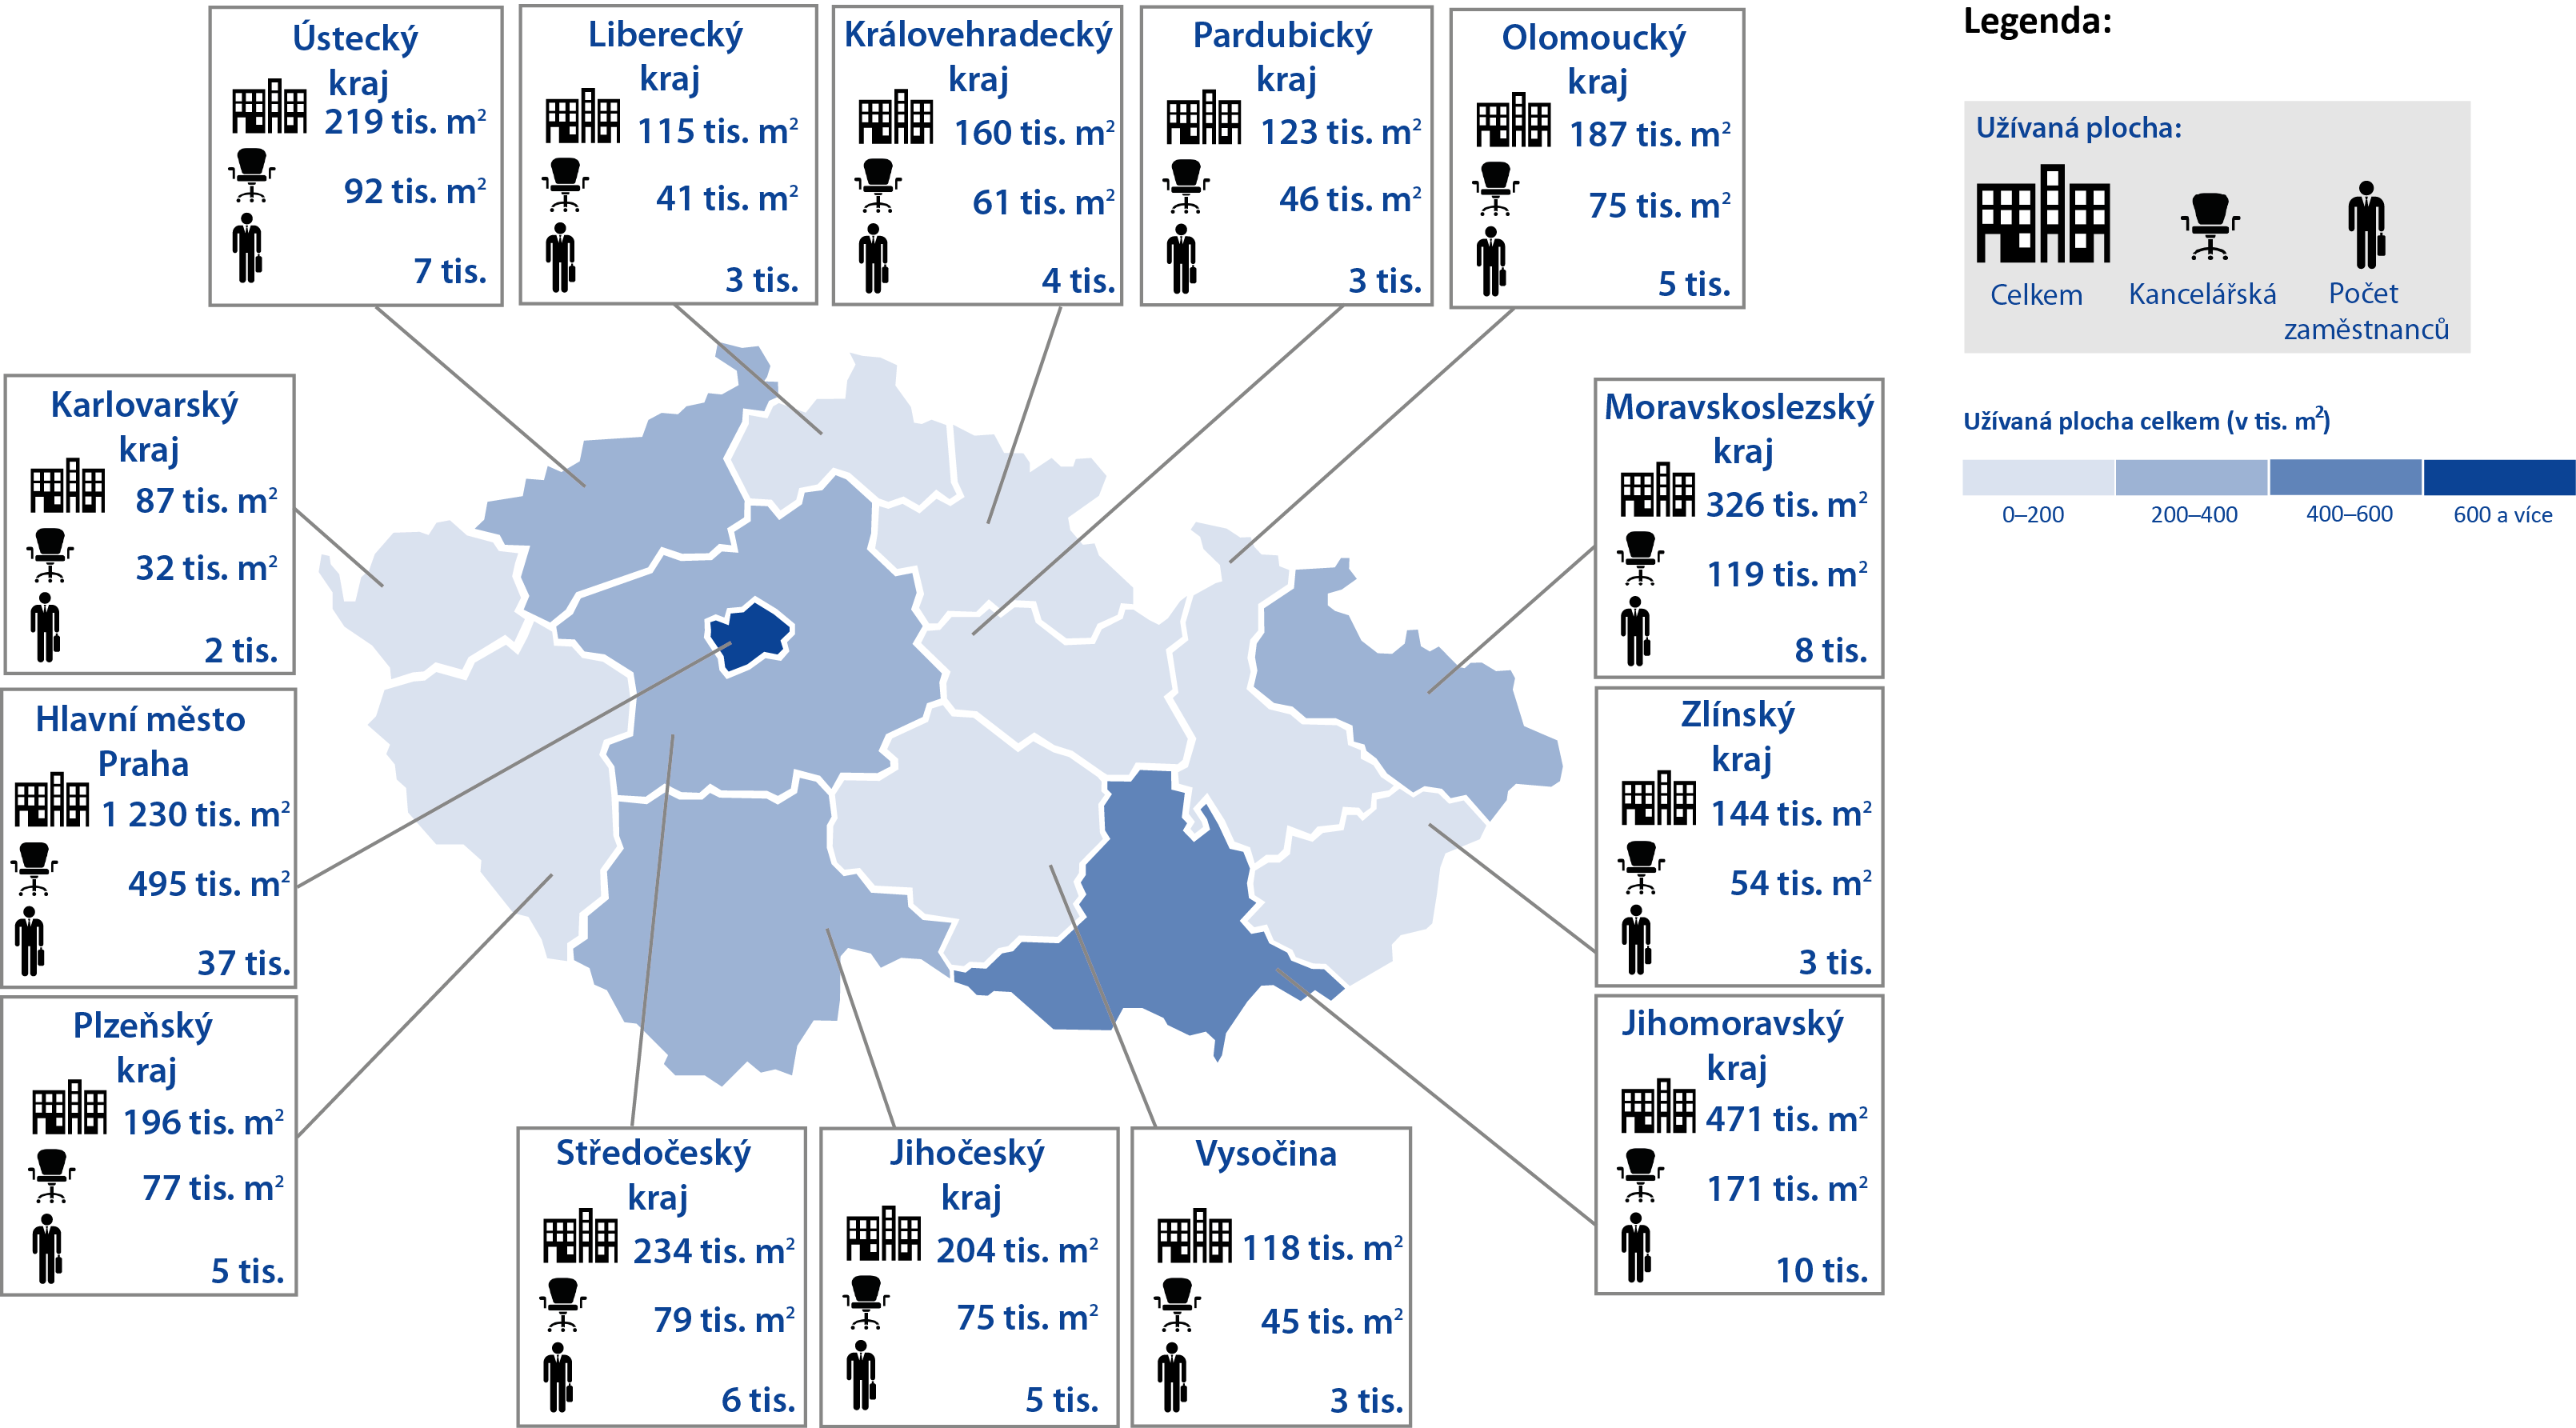 Ústecký
kraj
219 tis. m²
92 tis. m²
7 tis.
Liberecký
kraj
115 tis. m²
41 tis. m²
3 tis.
Královehradecký
kraj
160 tis. m²
61 tis. m²
4 tis.
Pardubický
kraj
123 tis. m²
46 tis. m²
3 tis.
Olomoucký
kraj
187 tis. m²
75 tis. m²
5 tis.
Legenda:
Užívaná plocha:
Celkem
Kancelářská
Počet
zaměstnanců
Užívaná plocha celkem (v tis. m²)
0–200
200–400
400–600
600 a více
Karlovarský
kraj
87 tis. m²
32 tis. m²
2 tis.
Hlavní město
Praha
1 230 tis. m²
495 tis. m²
37 tis.
Plzeňský
kraj
196 tis. m²
77 tis. m²
5 tis.
Moravskoslezský
kraj
326 tis. m²
119 tis. m²
8 tis.
Zlínský
kraj
144 tis. m²
54 tis. m²
3 tis.
Jihomoravský
kraj
471 tis. m²
171 tis. m²
10 tis.
Středočeský
kraj
234 tis. m²
79 tis. m²
6 tis.
Jihočeský
kraj
204 tis. m²
75 tis. m²
5 tis.
Vysočina
118 tis. m²
45 tis. m²
3 tis.